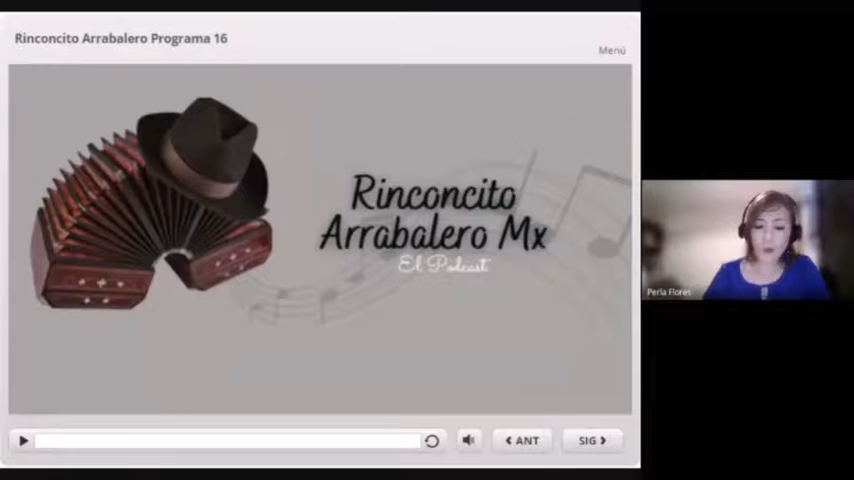 Rinconcito Arrabalero Programa 16
Menú
Rinconcito
Arrabalero Mx
El Podcast
Perla Flores
ANT
SIG